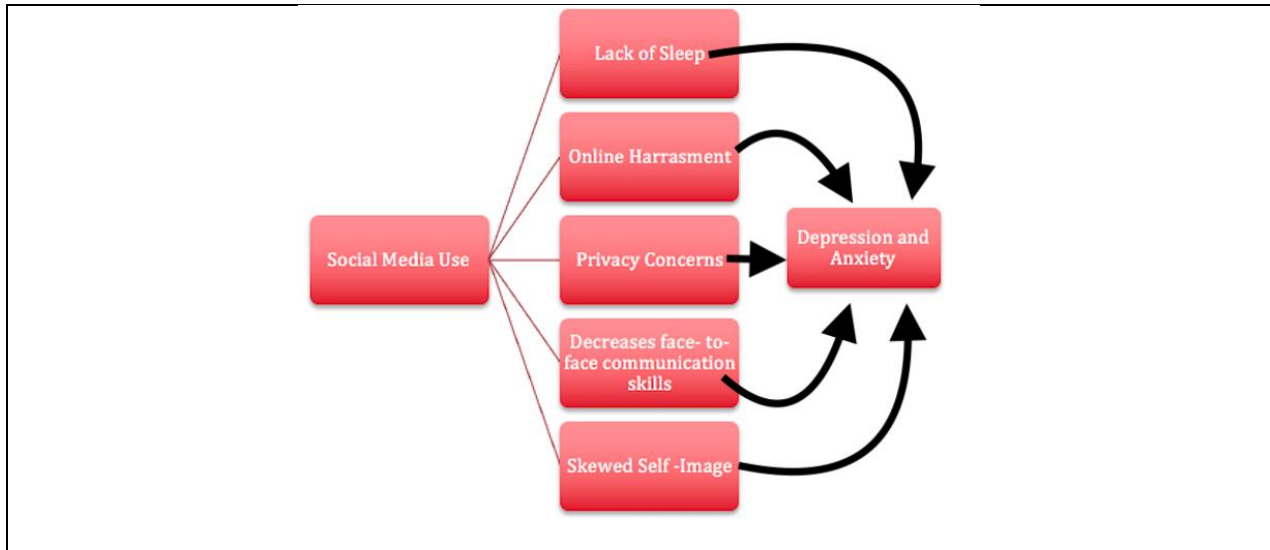 Lack of Sleep
Online Harrasment
Social Media Use
Privacy Concerns
Depression and
Anxiety
Decreases face- to-
face communication
skills
Skewed Self -Image